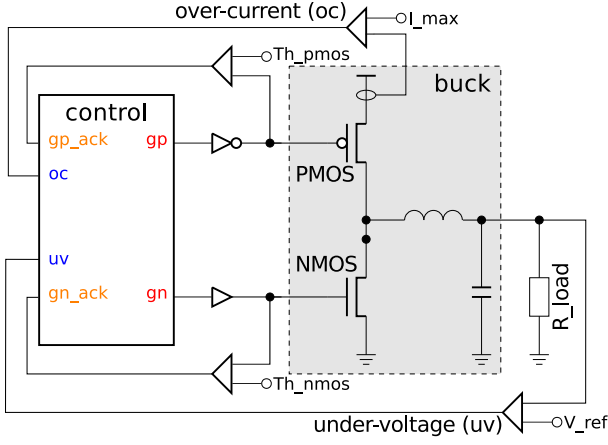 over-current (oc)
I_max
Th_pmos
buck
control
gp_ack
gp
oc
PMOS
uv
NMOS
gn_ack
gn
R_load
Th_nmos
under-voltage (uv)
V_ref